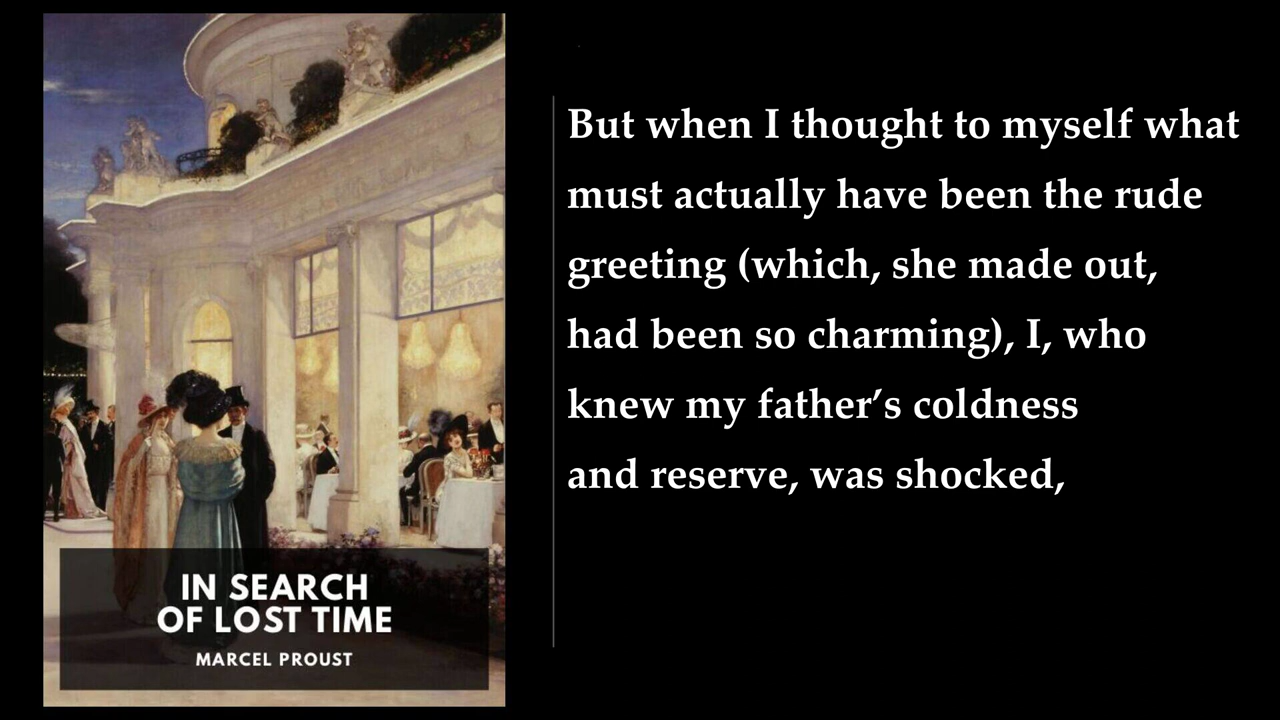 IN SEARCH
OF LOST TIME
MARCEL PROUST
But when I thought to myself what
must actually have been the rude
greeting (which, she made out,
had been so charming), I, who
knew my father’s coldness
and reserve, was shocked,